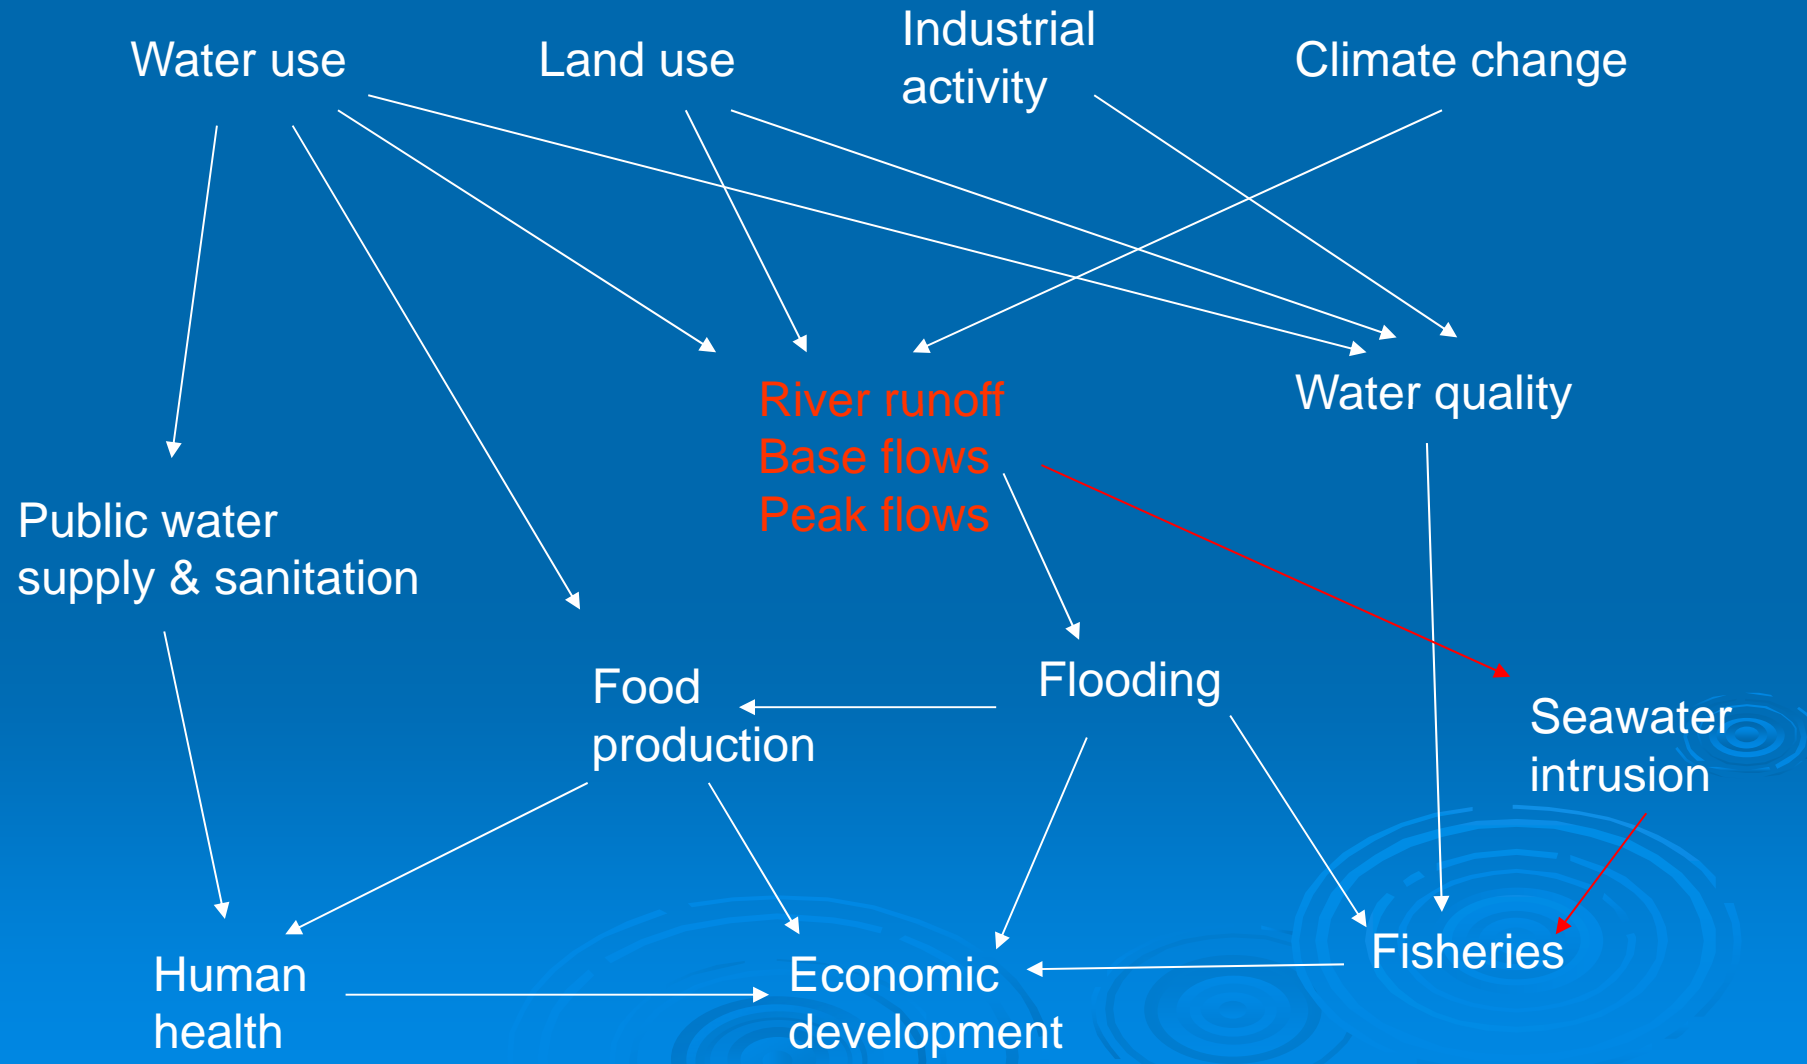 Water use
Land use
Industrial
activity
Climate change
River runoff
Base flows
Peak flows
Water quality
Public water
supply & sanitation
Food
production
Flooding
Seawater
intrusion
Human
health
Economic
development
Fisheries